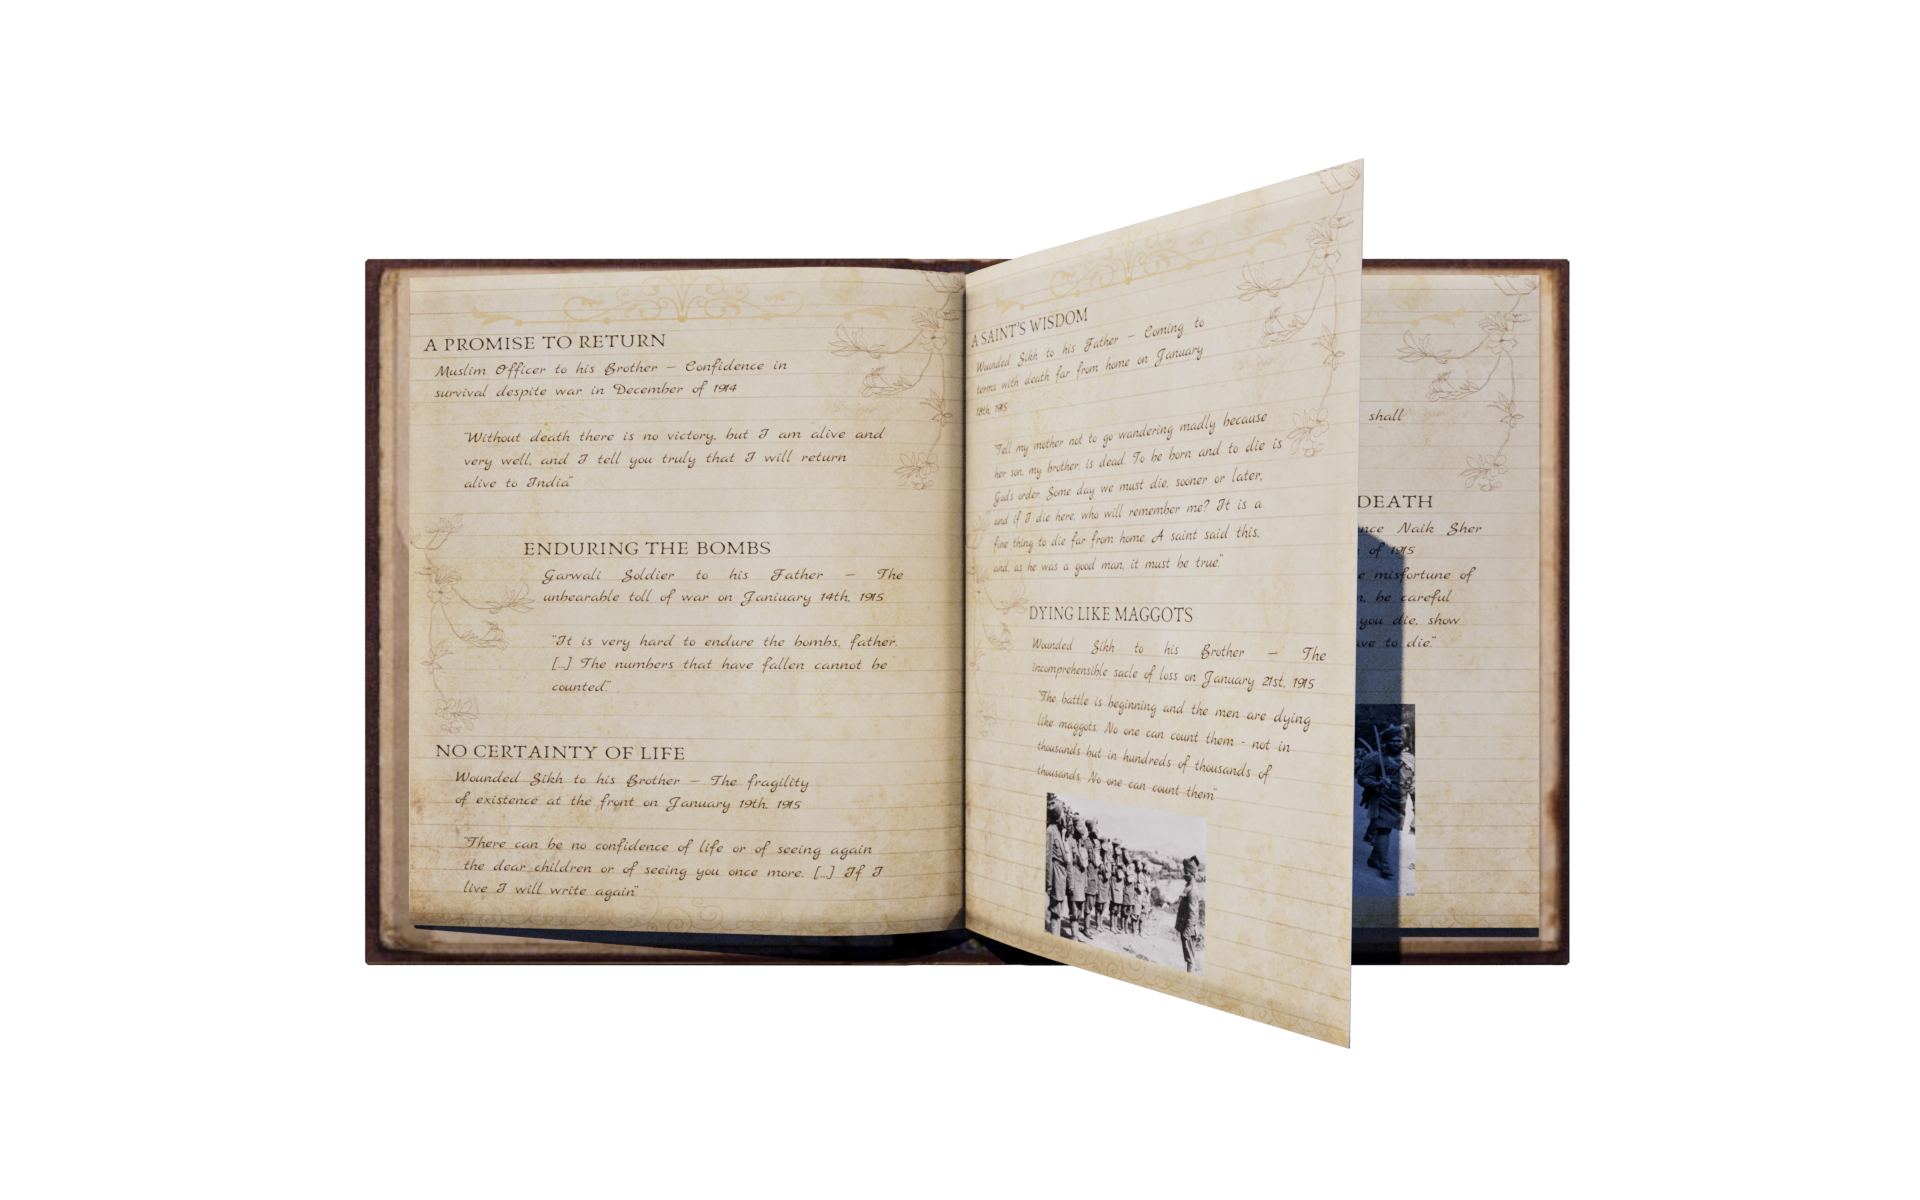 A PROMISE TO RETURN
Muslim Officer to his Brother – Confidence in
survival despite war in December of 1914
"Without death there is no victory, but I am alive and
very well, and I tell you truly that I will return
alive to India"
ENDURING THE BOMBS
Garwali Soldier to his Father – The
unbearable toll of war on Janiuary 14th, 1915
"It is very hard to endure the bombs, father.
[...] The numbers that have fallen cannot be
counted."
NO CERTAINTY OF LIFE
Wounded Sikh to his Brother – The fragility
of existence at the front on January 19th, 1915
"There can be no confidence of life or of seeing again
the dear children or of seeing you once more. [...] If I
live I will write again"
A SAINT'S WISDOM
Wounded Sikh to his Father – Coming to
terms with death far from home on January
18th, 1915
"Tell my mother not to go wandering madly because
her son, my brother, is dead. To be born and to die is
Gods order. Some day we must die, sooner or later,
and if I die here, who will remember me? It is a
fine thing to die far from home. A saint said this,
and, as he was a good man, it must be true."
DYING LIKE MAGGOTS
Wounded Sikh to his Brother – The
incomprehensible sacle of loss on January 21st, 1915
"The battle is beginning and the men are dying
like maggots. No one can count them - not in
thousands but in hundreds of thousands of
thousands. No one can count them"
shall
DEATH
Naik Sher
of 1915
misfortune of
be careful
you die, show
to die."